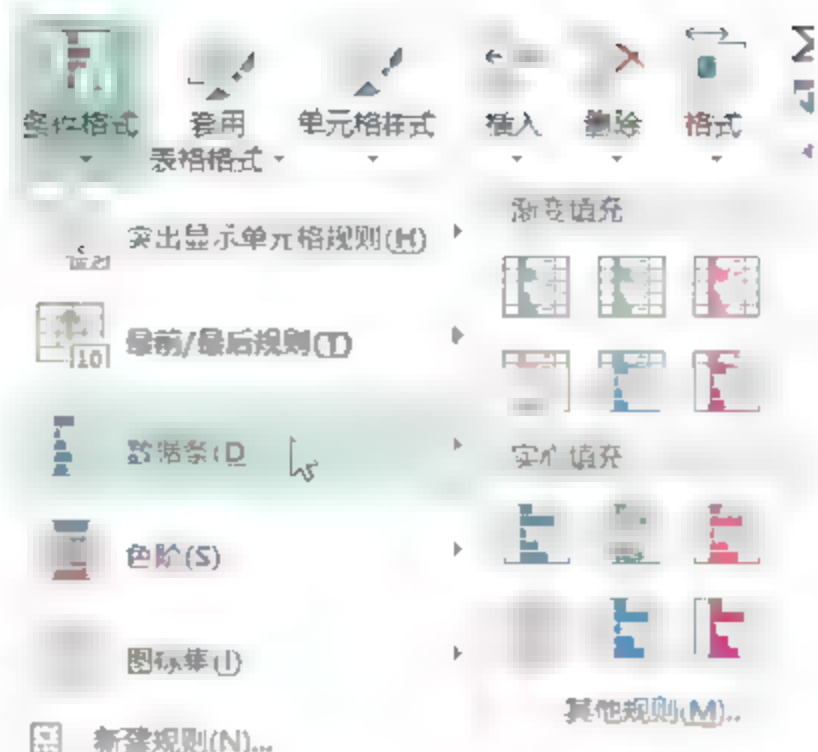 条件格式 套用 单元格样式 插入 删除 格式
表格格式
突出显示单元格规则(H)
渐变填充
最前/最后规则(T)
10
数据条(D
实心填充
色阶(S)
图标集(I)
其他规则(M)..
新建规则(N)...